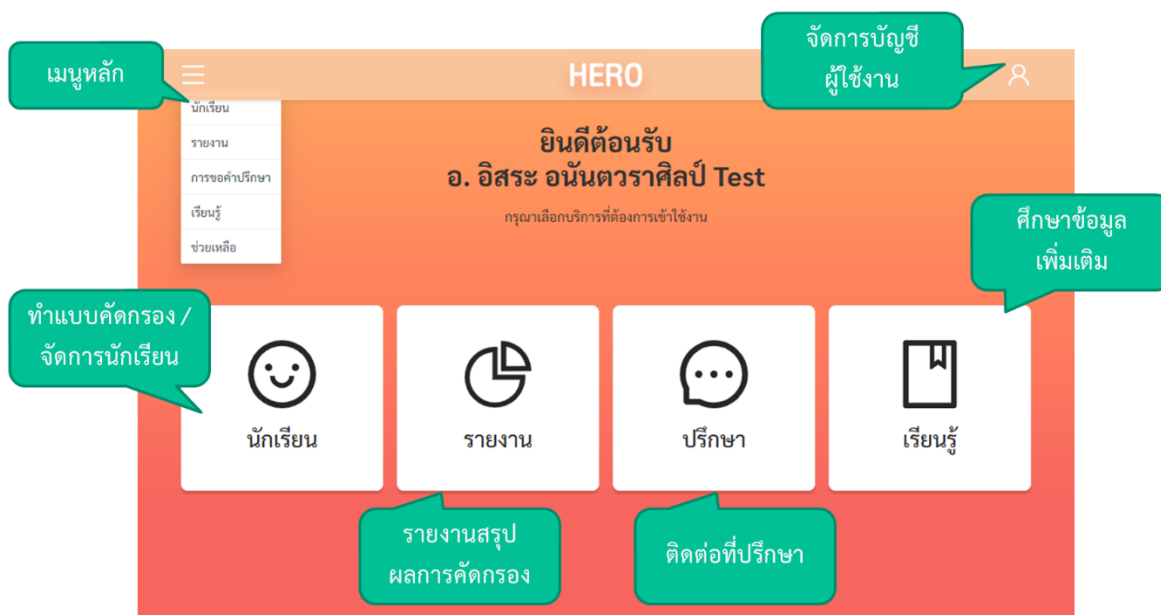 จัดการบัญชี
ผู้ใช้งาน
เมนูหลัก
HERO
นักเรียน
รายงาน
การขอคำปรึกษา
เรียนรู้
ช่วยเหลือ
ยินดีต้อนรับ
อ. อิสระ อนันตวราศิลป์ Test
กรุณาเลือกบริการที่ต้องการเข้าใช้งาน
ศึกษาข้อมูล
เพิ่มเติม
ทำแบบคัดกรอง /
จัดการนักเรียน
นักเรียน
รายงาน
ปรึกษา
เรียนรู้
รายงานสรุป
ผลการคัดกรอง
ติดต่อที่ปรึกษา